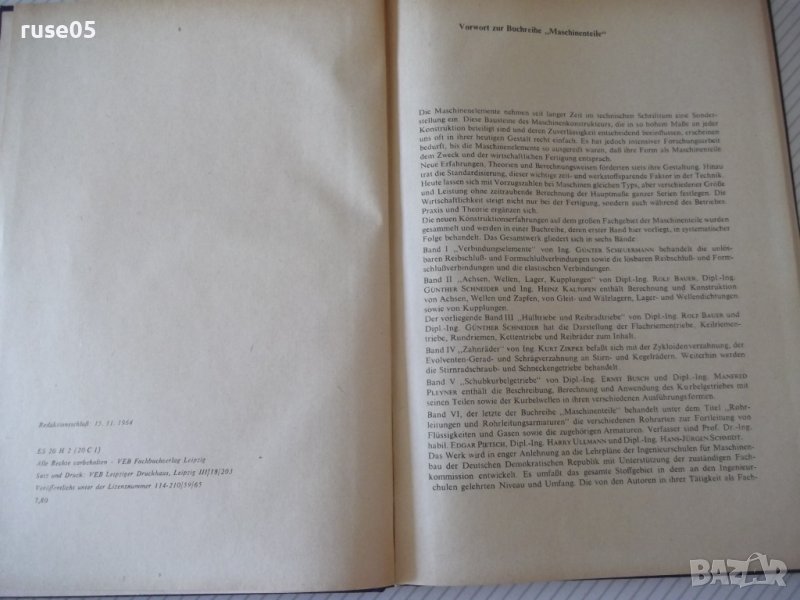 ruse05
Redaktionsschluß: 15. 11. 1964
ES 20 H 2 (20 C 1)
Alle Rechte vorbehalten · VEB Fachbuchverlag Leipzig
Satz und Druck: VEB Leipziger Druckhaus, Leipzig III/18/203
Veröffentlicht unter der Lizenznummer 114-210/59/65
7,80
Vorwort zur Buchreihe „Maschinenteile“
Die Maschinenelemente nehmen seit langer Zeit im technischen Schrifttum eine Sonder-
stellung ein. Diese Bausteine des Maschinenkonstrukteurs, die in so hohem Maße an jeder
Konstruktion beteiligt sind und deren Zuverlässigkeit entscheidend beeinflussen, erscheinen
uns oft in ihrer heutigen Gestalt recht einfach. Es hat jedoch intensiver Forschungsarbeit
bedurft, bis die Maschinenelemente so ausgereift waren, daß ihre Form als Maschinenteile
dem Zweck und der wirtschaftlichen Fertigung entsprach.
Neue Erfahrungen, Theorien und Berechnungsweisen förderten stets ihre Gestaltung. Hinzu
trat die Standardisierung, dieser wichtige zeit- und werkstoffsparende Faktor in der Technik.
Heute lassen sich mit Vorzugszahlen bei Maschinen gleichen Typs, aber verschiedener Größe
und Leistung ohne zeitraubende Berechnung der Hauptmaße ganzer Serien festlegen. Die
Wirtschaftlichkeit steigt nicht nur bei der Fertigung, sondern auch während des Betriebes.
Praxis und Theorie ergänzen sich.
Die neuen Konstruktionserfahrungen auf dem großen Fachgebiet der Maschinenteile wurden
gesammelt und werden in einer Buchreihe, deren erster Band hier vorliegt, in systematischer
Folge behandelt. Das Gesamtwerk gliedert sich in sechs Bände:
Band I „Verbindungselemente“ von Ing. GÜNTER SCHEUERMANN behandelt die unlös-
baren Reibschluß- und Formschlußverbindungen sowie die lösbaren Reibschluß- und Form-
schlußverbindungen und die elastischen Verbindungen.
Band II „Achsen, Wellen, Lager, Kupplungen“ von Dipl.-Ing. ROLF BAUER, Dipl.-Ing.
GÜNTHER SCHNEIDER und Ing. HEINZ KALTOFEN enthält Berechnung und Konstruktion
von Achsen, Wellen und Zapfen, von Gleit- und Wälzlagern, Lager- und Wellendichtungen
sowie von Kupplungen.
Der vorliegende Band III „Hülltriebe und Reibradtriebe“ von Dipl.-Ing. ROLF BAUER und
Dipl.-Ing. GÜNTHER SCHNEIDER hat die Darstellung der Flachriementriebe, Keilriemen-
triebe, Rundriemen, Kettentriebe und Reibräder zum Inhalt.
Band IV „Zahnräder“ von Ing. KURT ZIRPKE befaßt sich mit der Zykloidenverzahnung, der
Evolventen-Gerad- und Schrägverzahnung an Stirn- und Kegelrädern. Weiterhin werden
die Stirnradschraub- und Schneckengetriebe behandelt.
Band V „Schubkurbelgetriebe“ von Dipl.-Ing. ERNST BUSCH und Dipl.-Ing. MANFRED
PLEYNER enthält die Beschreibung, Berechnung und Anwendung des Kurbelgetriebes mit
seinen Teilen sowie der Kurbelwellen in ihren verschiedenen Ausführungsformen.
Band VI, der letzte der Buchreihe „Maschinenteile“ behandelt unter dem Titel „Rohr-
leitungen und Rohrleitungsarmaturen“ die verschiedenen Rohrarten zur Fortleitung von
Flüssigkeiten und Gasen sowie die zugehörigen Armaturen. Verfasser sind Prof. Dr.-Ing.
habil. EDGAR PIETSCH, Dipl.-Ing. HARRY ULLMANN und Dipl.-Ing. HANS-JÜRGEN SCHMIDT.
Das Werk wird in enger Anlehnung an die Lehrpläne der Ingenieurschulen für Maschinen-
bau der Deutschen Demokratischen Republik mit Unterstützung der zuständigen Fach-
kommission entwickelt. Es umfaßt das gesamte Stoffgebiet in dem an den Ingenieur-
schulen gelehrten Niveau und Umfang. Die von den Autoren in ihrer Tätigkeit als Fach-
BAZAR